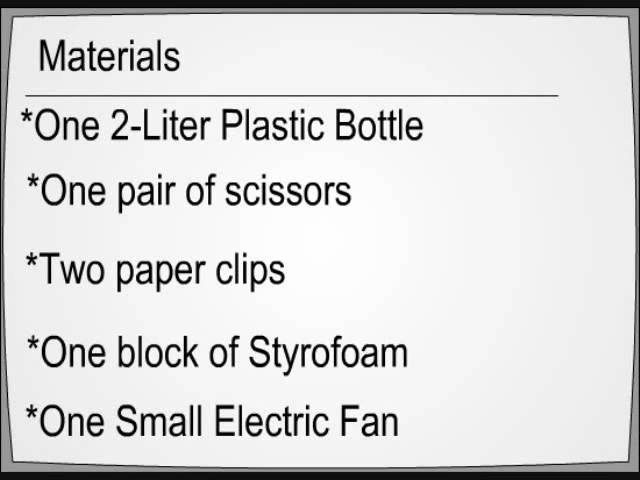 Materials
*One 2-Liter Plastic Bottle
*One pair of scissors
*Two paper clips
*One block of Styrofoam
*One Small Electric Fan